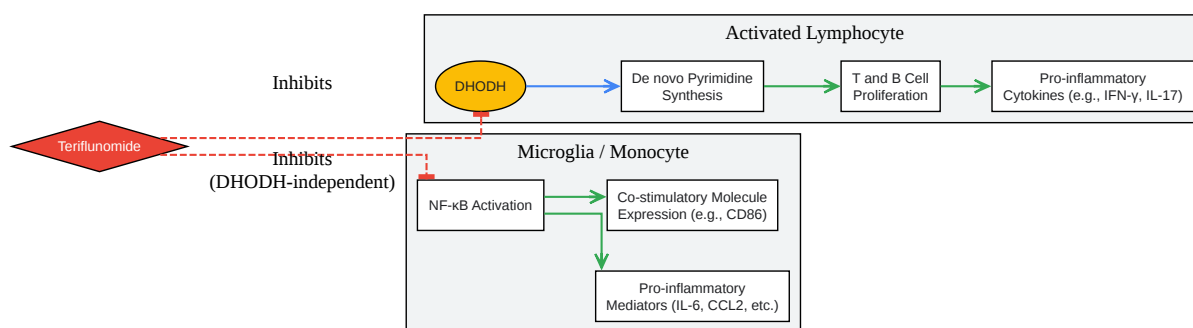 Activated Lymphocyte
Inhibits
DHODH
De novo Pyrimidine
Synthesis
T and B Cell
Proliferation
Pro-inflammatory
Cytokines (e.g., IFN-γ, IL-17)
Teriflunomide
Inhibits
(DHODH-independent)
Microglia / Monocyte
NF-κB Activation
Co-stimulatory Molecule
Expression (e.g., CD86)
Pro-inflammatory
Mediators (IL-6, CCL2, etc.)